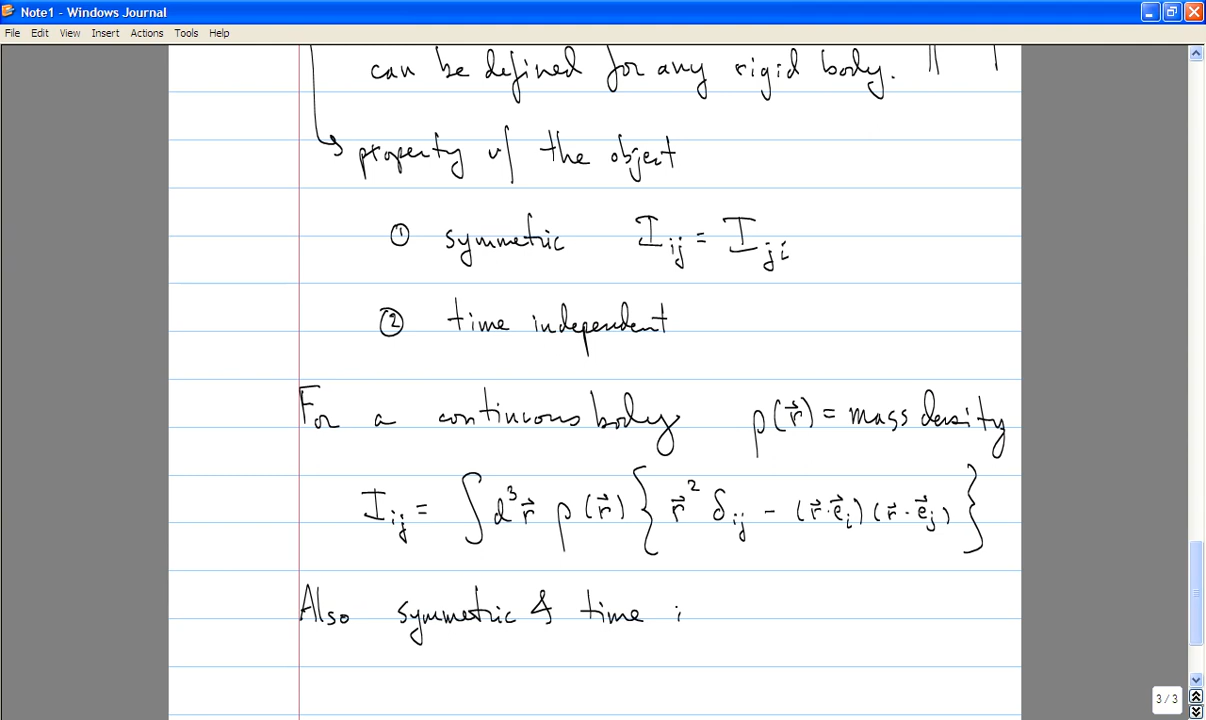 Note1 - Windows Journal
File Edit View Insert Actions Tools Help
can be defined for any rigid body.
property of the object
① symmetric I_ij = I_ji
② time independent
For a continuous body ρ(r⃗) = mass density
I_ij = ∫ d³r⃗ ρ(r⃗) { r⃗² δ_ij - (r⃗·e⃗_i)(r⃗·e⃗_j) }
Also symmetric & time i
3 / 3